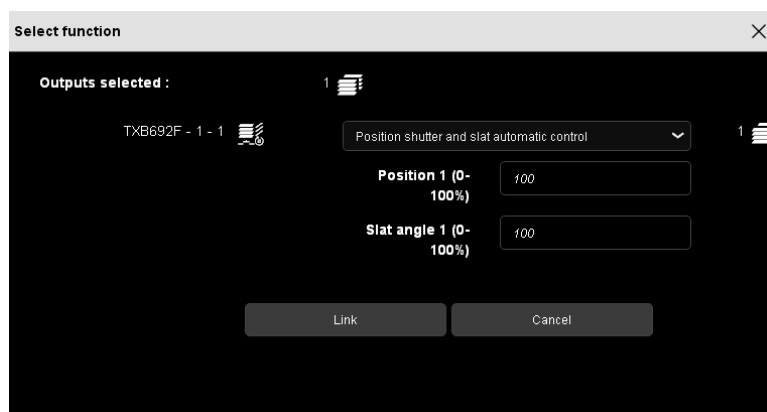 Select function
Outputs selected : 1
TXB692F - 1 - 1 Position shutter and slat automatic control 1
Position 1 (0-
100%)
100
Slat angle 1 (0-
100%)
100
Link Cancel